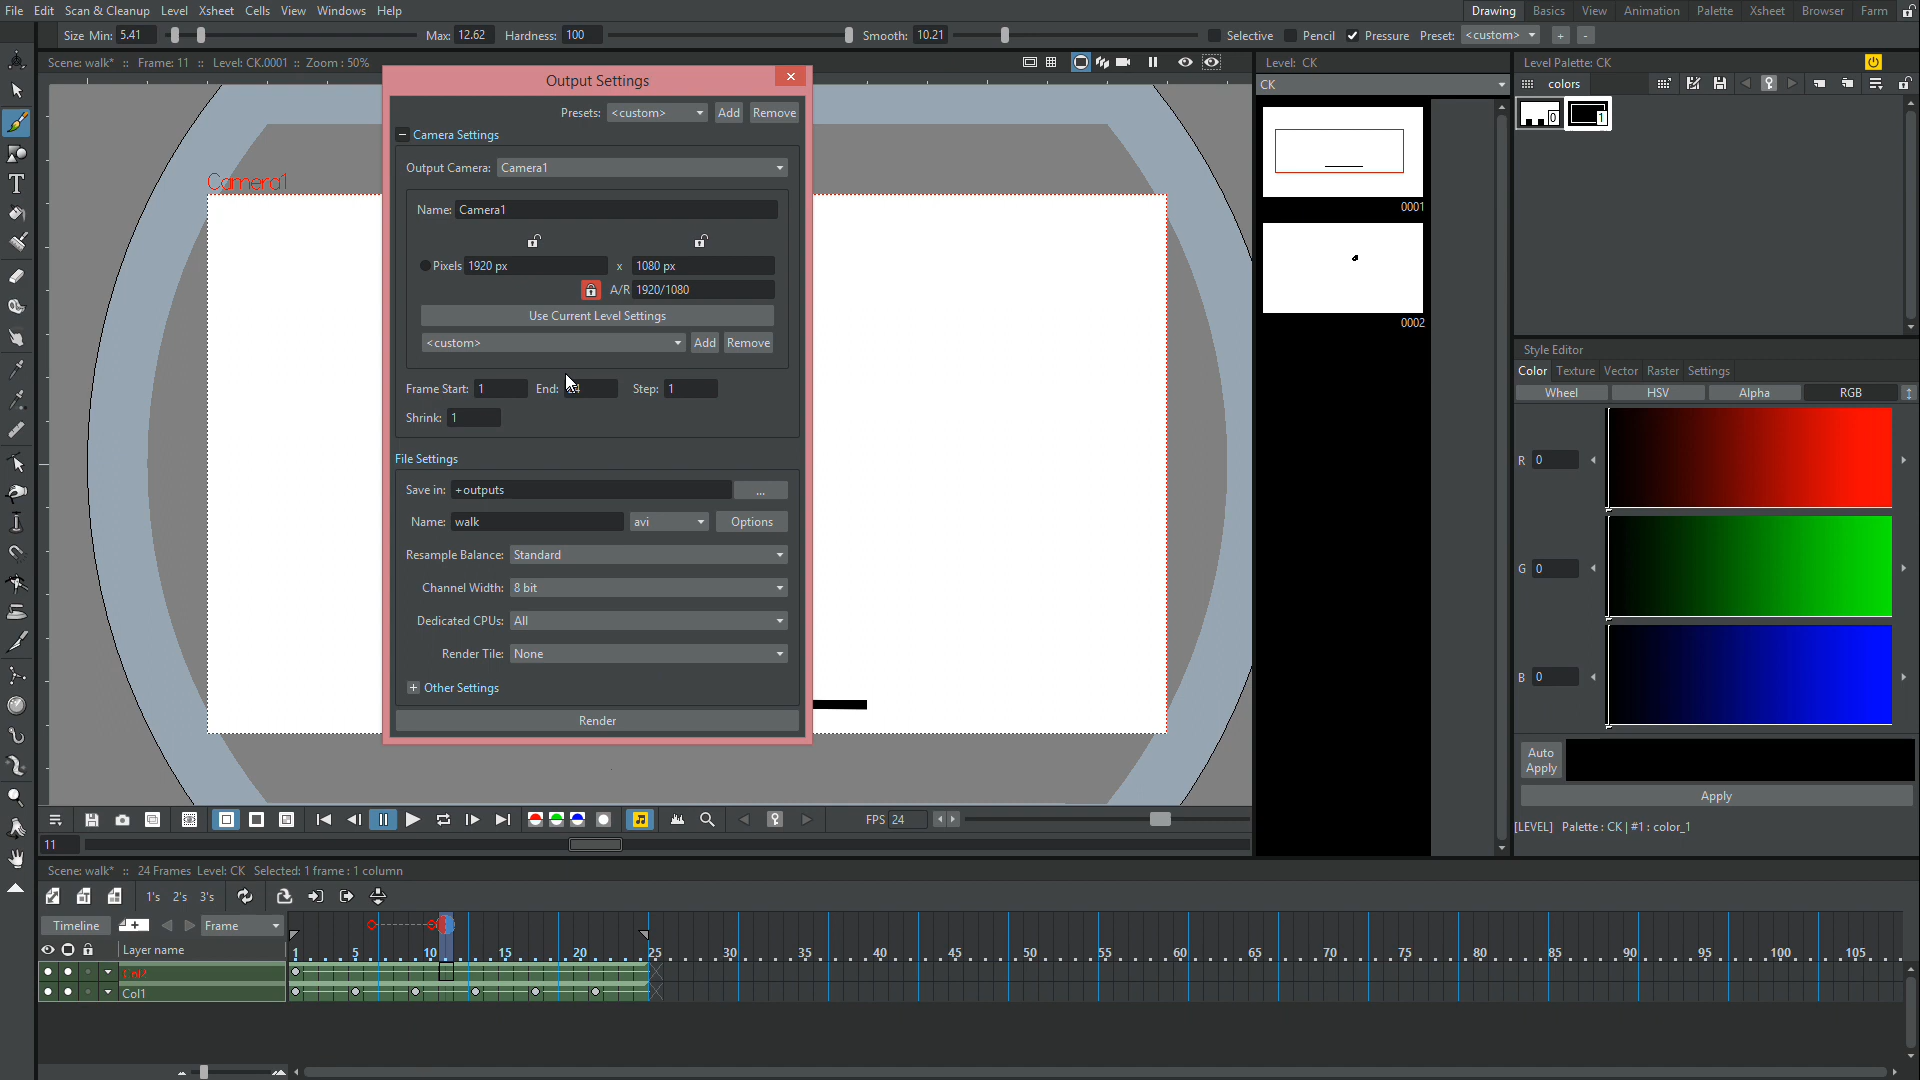 File Edit Scan & Cleanup Level Xsheet Cells View Windows Help
Drawing Basics View Animation Palette Xsheet Browser Farm
Size Min: 5.41 Max: 12.62 Hardness: 100 Smooth: 10.21 Selective Pencil Pressure Preset: <custom> + -
Scene: walk* :: Frame: 11 :: Level: CK.0001 :: Zoom : 50%
Level: CK
Level Palette: CK
CK
colors
0
1
Output Settings
Presets: <custom> Add Remove
Camera Settings
Output Camera: Camera1
Camera1
Name: Camera1
Pixels 1920 px x 1080 px
A/R 1920/1080
Use Current Level Settings
<custom> Add Remove
Frame Start: 1 End: Step: 1
Shrink: 1
File Settings
Save in: +outputs ...
Name: walk avi Options
Resample Balance: Standard
Channel Width: 8 bit
Dedicated CPUs: All
Render Tile: None
Other Settings
Render
0001
0002
Style Editor
Color Texture Vector Raster Settings
Wheel HSV Alpha RGB
R 0
G 0
B 0
Auto Apply
Apply
[LEVEL] Palette : CK | #1 : color_1
FPS 24
11
Scene: walk* :: 24 Frames Level: CK Selected: 1 frame : 1 column
1's 2's 3's
Timeline Frame
Layer name
1 5 10 15 20 25 30 35 40 45 50 55 60 65 70 75 80 85 90 95 100 105
Col2
Col1